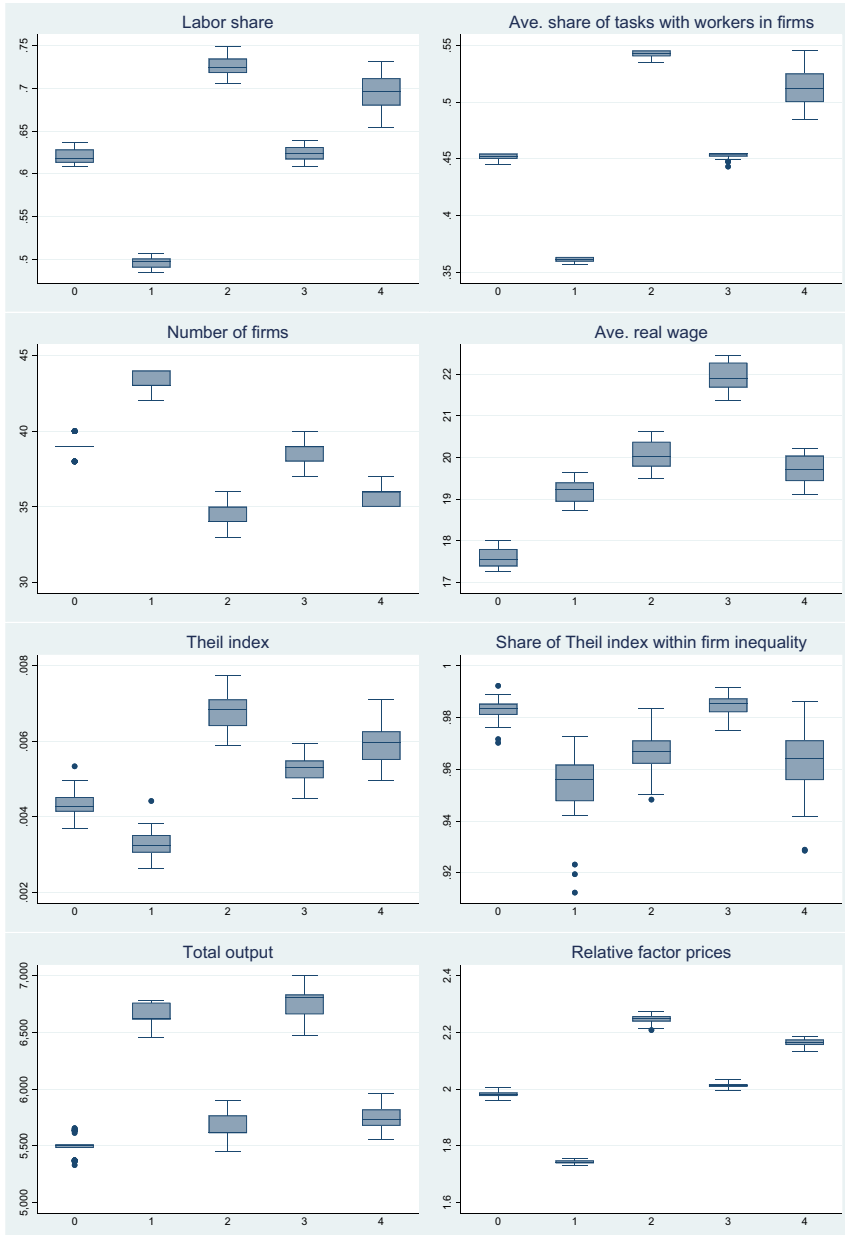 Labor share
.75
.7
.65
.6
.55
.5
0 1 2 3 4
Ave. share of tasks with workers in firms
.55
.5
.45
.4
.35
0 1 2 3 4
Number of firms
45
40
35
30
0 1 2 3 4
Ave. real wage
22
21
20
19
18
17
0 1 2 3 4
Theil index
.008
.006
.004
.002
0 1 2 3 4
Share of Theil index within firm inequality
1
.98
.96
.94
.92
0 1 2 3 4
Total output
7,000
6,500
6,000
5,500
5,000
0 1 2 3 4
Relative factor prices
2.4
2.2
2
1.8
1.6
0 1 2 3 4